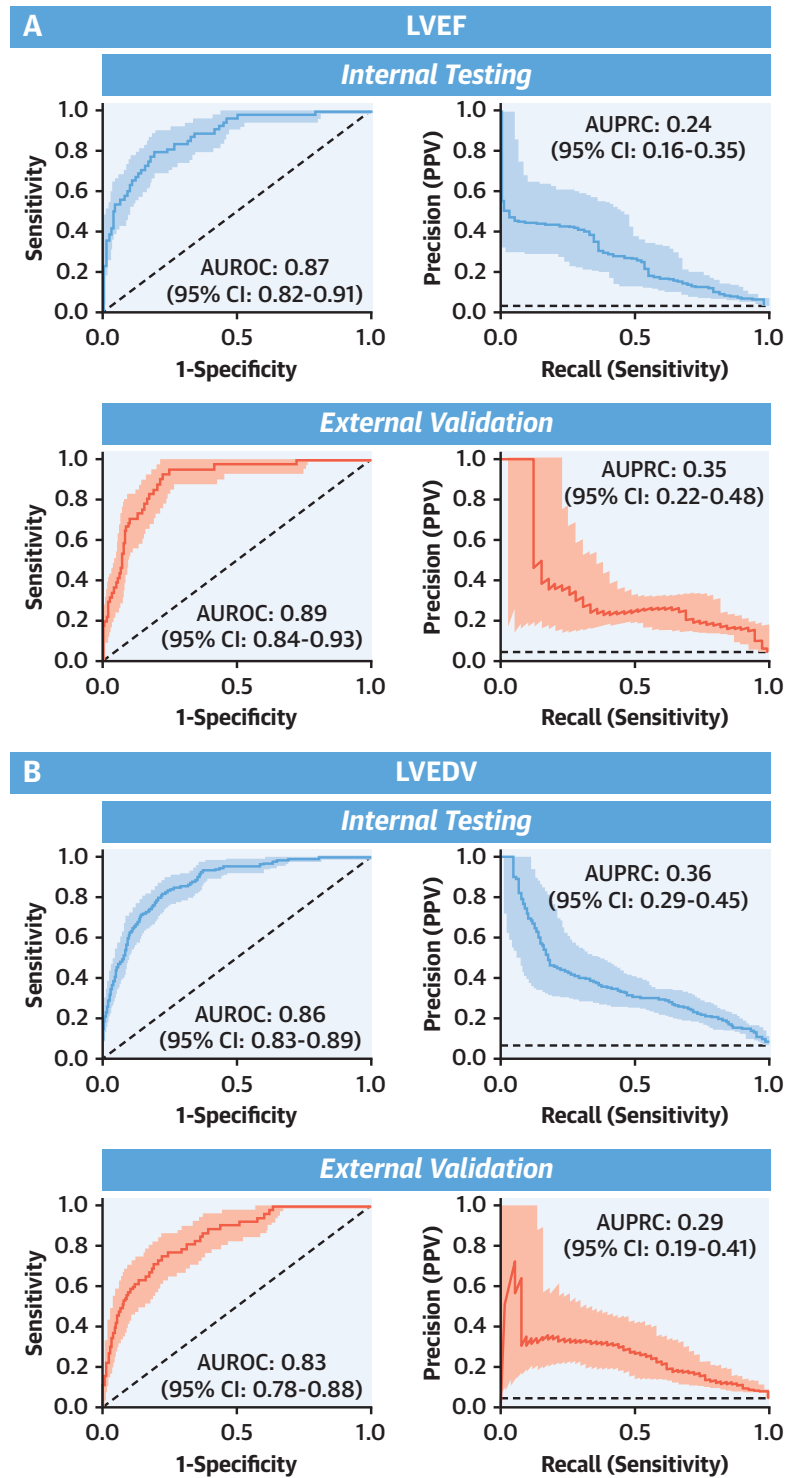 A LVEF
Internal Testing
1.0
0.8
0.6
0.4
0.2
0.0
Sensitivity
AUROC: 0.87
(95% CI: 0.82-0.91)
0.0 0.5 1.0
1-Specificity
1.0
0.8
0.6
0.4
0.2
0.0
Precision (PPV)
AUPRC: 0.24
(95% CI: 0.16-0.35)
0.0 0.5 1.0
Recall (Sensitivity)
External Validation
1.0
0.8
0.6
0.4
0.2
0.0
Sensitivity
AUROC: 0.89
(95% CI: 0.84-0.93)
0.0 0.5 1.0
1-Specificity
1.0
0.8
0.6
0.4
0.2
0.0
Precision (PPV)
AUPRC: 0.35
(95% CI: 0.22-0.48)
0.0 0.5 1.0
Recall (Sensitivity)
B LVEDV
Internal Testing
1.0
0.8
0.6
0.4
0.2
0.0
Sensitivity
AUROC: 0.86
(95% CI: 0.83-0.89)
0.0 0.5 1.0
1-Specificity
1.0
0.8
0.6
0.4
0.2
0.0
Precision (PPV)
AUPRC: 0.36
(95% CI: 0.29-0.45)
0.0 0.5 1.0
Recall (Sensitivity)
External Validation
1.0
0.8
0.6
0.4
0.2
0.0
Sensitivity
AUROC: 0.83
(95% CI: 0.78-0.88)
0.0 0.5 1.0
1-Specificity
1.0
0.8
0.6
0.4
0.2
0.0
Precision (PPV)
AUPRC: 0.29
(95% CI: 0.19-0.41)
0.0 0.5 1.0
Recall (Sensitivity)